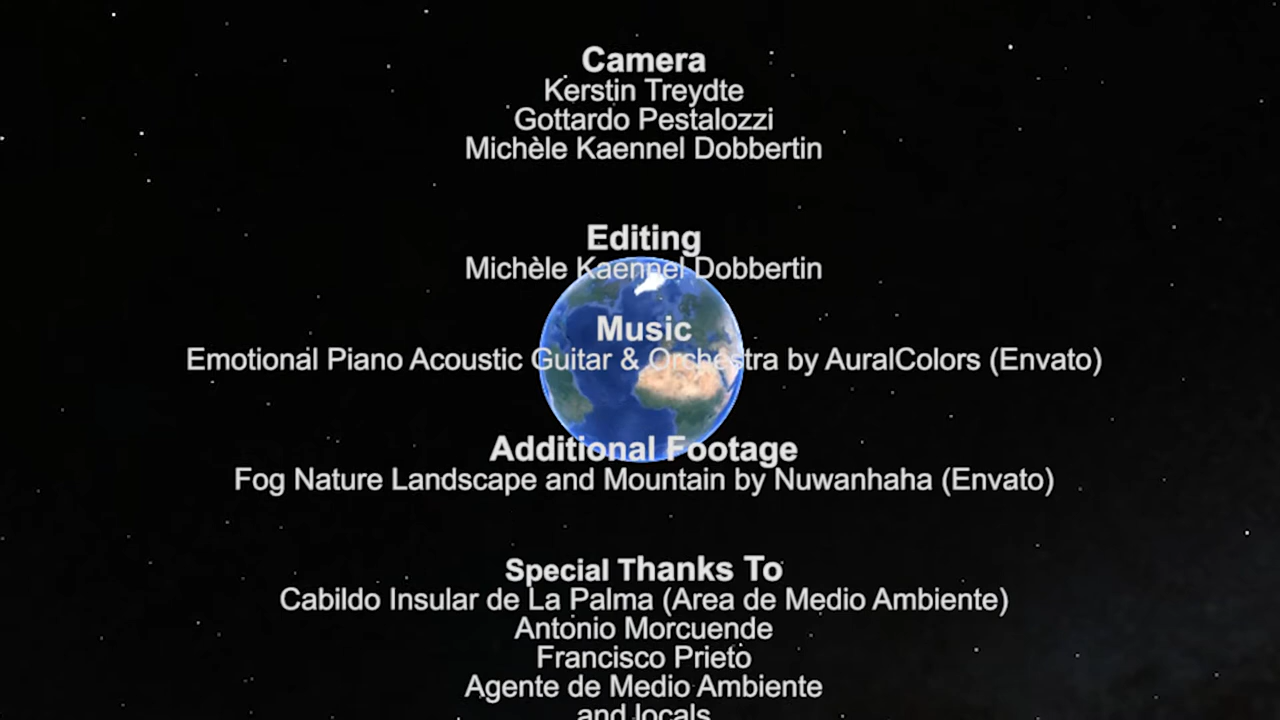 Camera
Kerstin Treydte
Gottardo Pestalozzi
Michèle Kaennel Dobbertin
Editing
Michèle Kaennel Dobbertin
Music
Emotional Piano Acoustic Guitar & Orchestra by AuralColors (Envato)
Additional Footage
Fog Nature Landscape and Mountain by Nuwanhaha (Envato)
Special Thanks To
Cabildo Insular de La Palma (Area de Medio Ambiente)
Antonio Morcuende
Francisco Prieto
Agente de Medio Ambiente
and locals